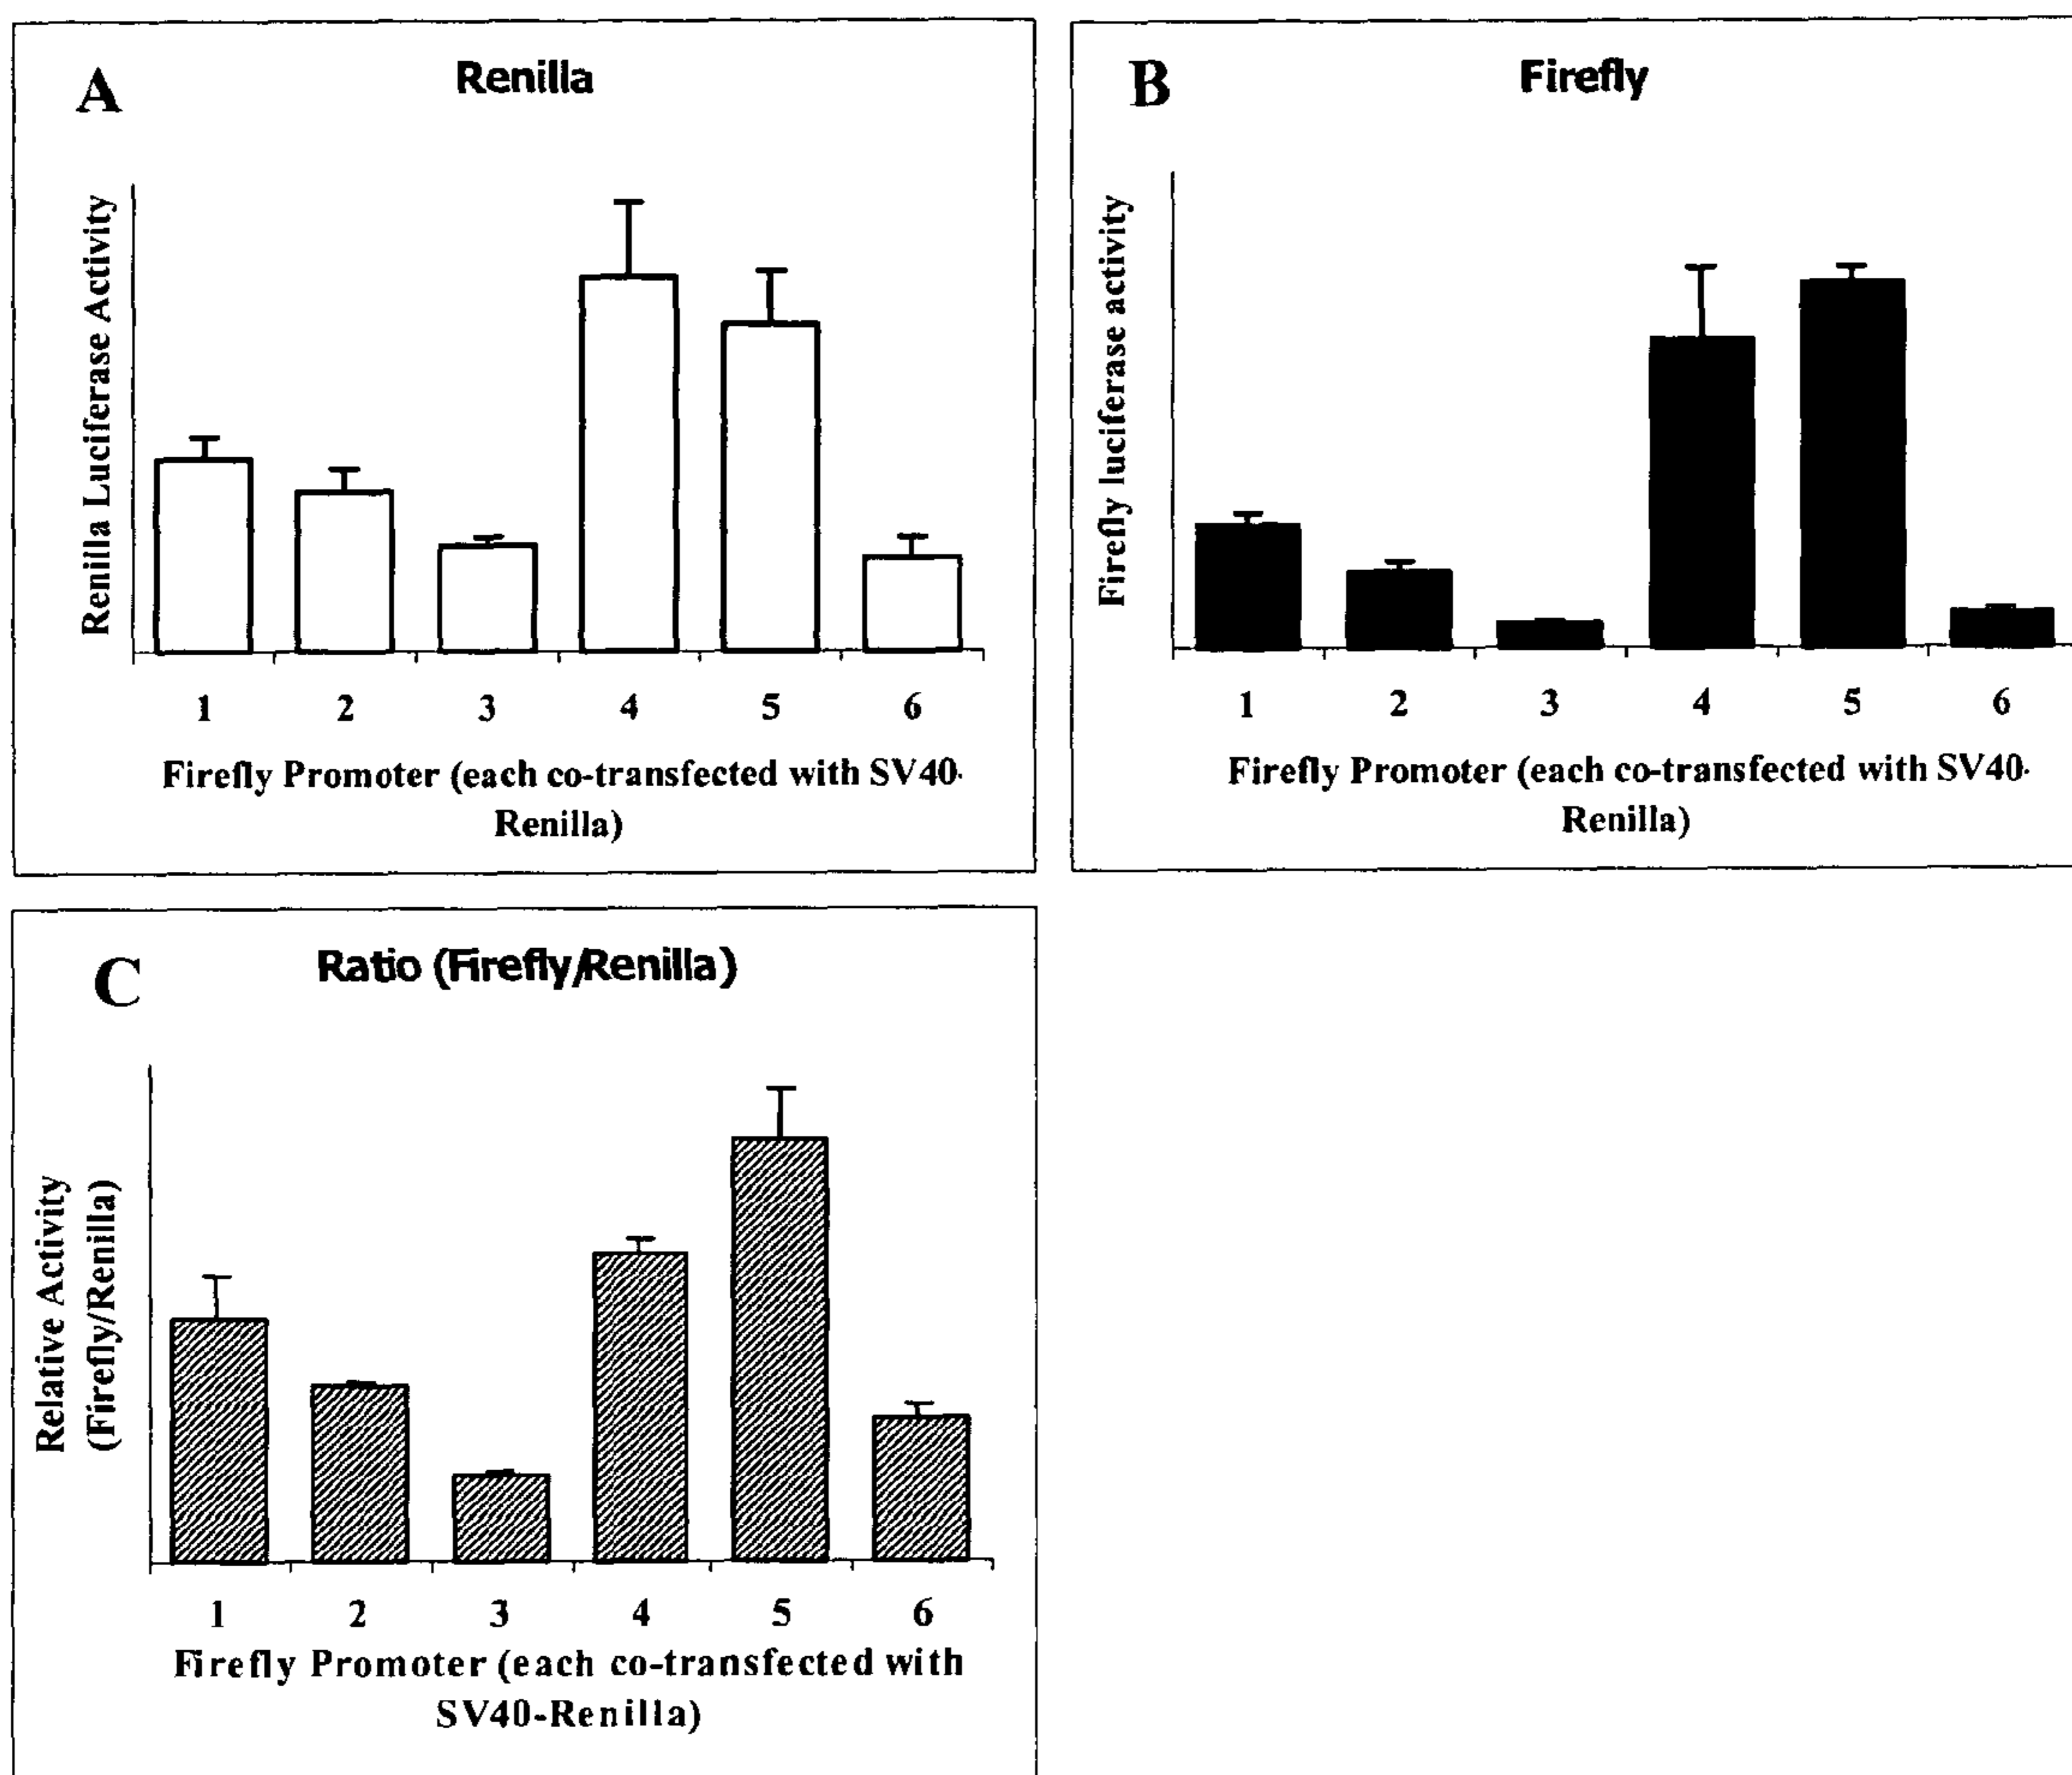 A
Renilla
Renilla Luciferase Activity
1 2 3 4 5 6
Firefly Promoter (each co-transfected with SV40-
Renilla)
B
Firefly
Firefly luciferase activity
1 2 3 4 5 6
Firefly Promoter (each co-transfected with SV40-
Renilla)
C
Ratio (Firefly/Renilla)
Relative Activity
(Firefly/Renilla)
1 2 3 4 5 6
Firefly Promoter (each co-transfected with
SV40-Renilla)